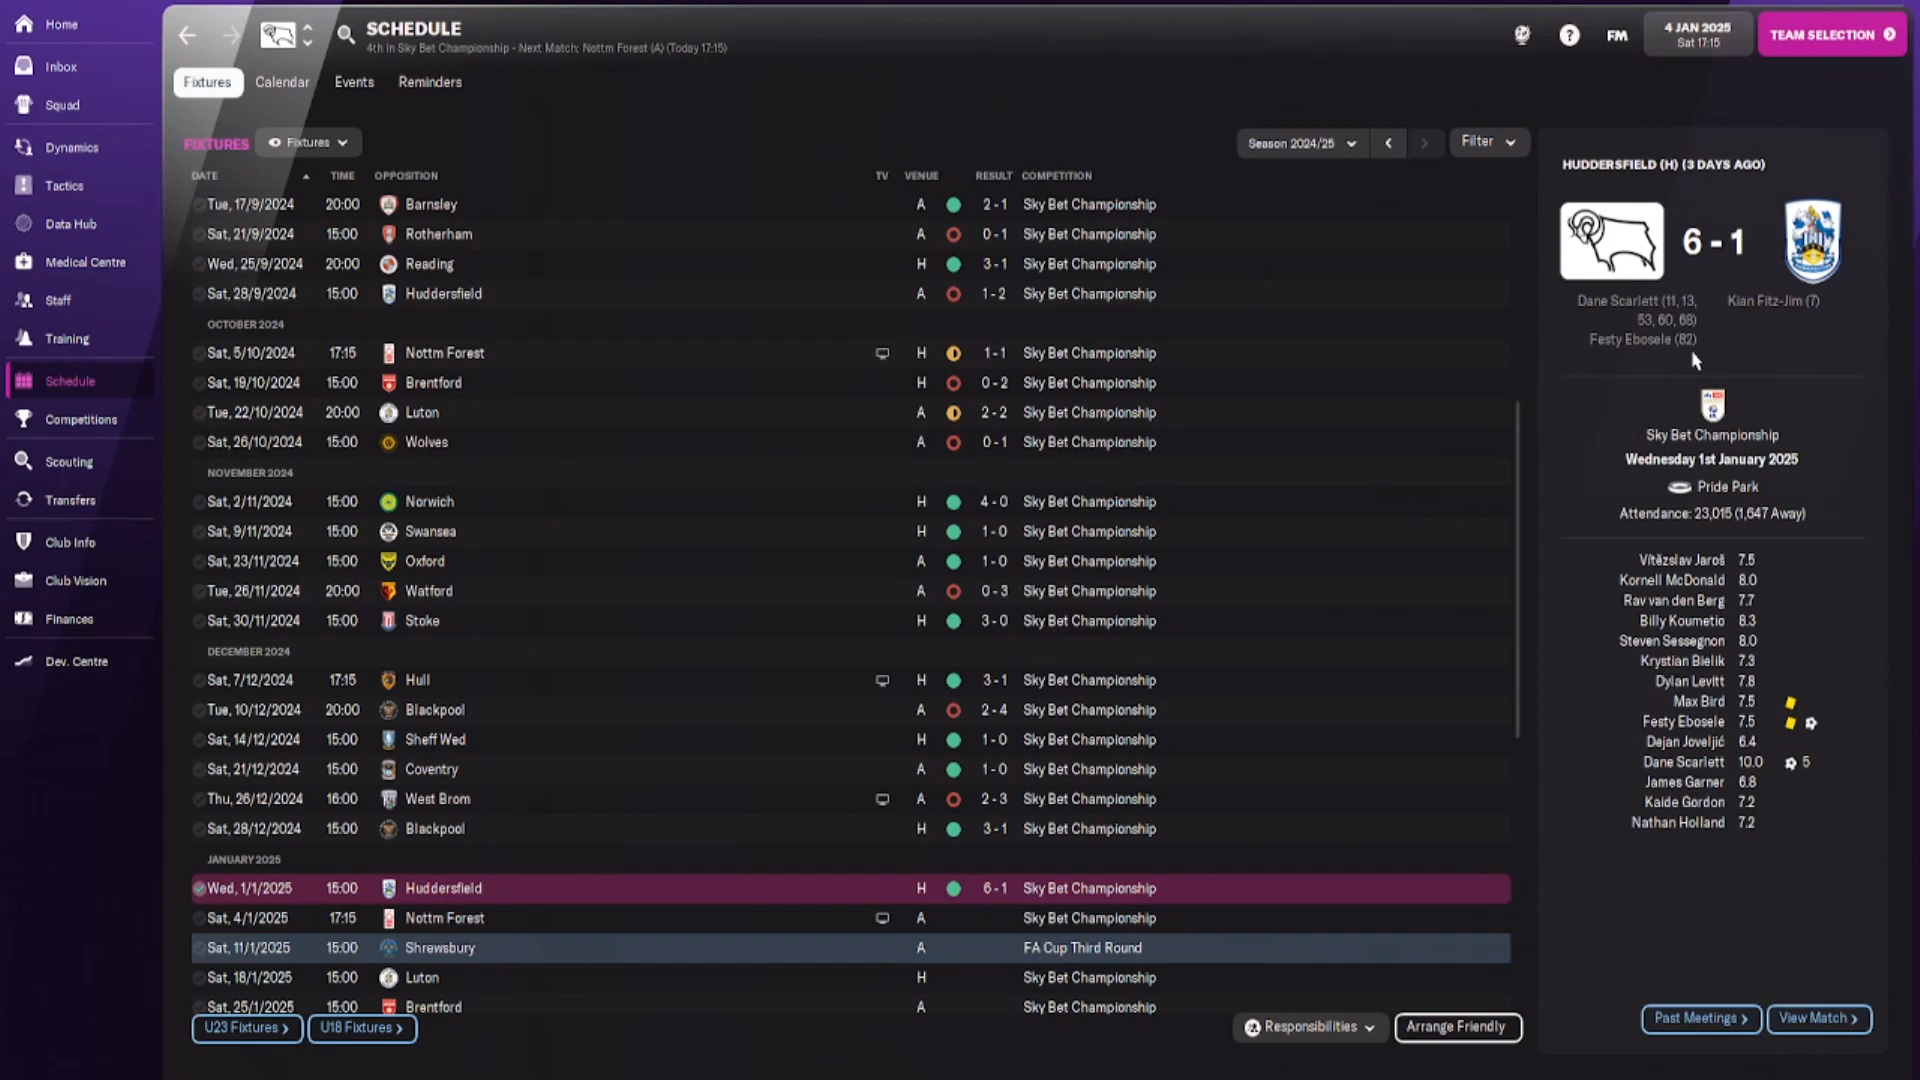 Home
Inbox
Squad
Dynamics
Tactics
Data Hub
Medical Centre
Staff
Training
Schedule
Competitions
Scouting
Transfers
Club Info
Club Vision
Finances
Dev. Centre
SCHEDULE
4th in Sky Bet Championship - Next Match: Nottm Forest (A) (Today 17:15)
? FM
4 JAN 2025
Sat 17:15
TEAM SELECTION
Fixtures Calendar Events Reminders
FIXTURES Fixtures
Season 2024/25 Filter
DATE TIME OPPOSITION TV VENUE RESULT COMPETITION
Tue, 17/9/2024 20:00 Barnsley A 2 - 1 Sky Bet Championship
Sat, 21/9/2024 15:00 Rotherham A 0 - 1 Sky Bet Championship
Wed, 25/9/2024 20:00 Reading H 3 - 1 Sky Bet Championship
Sat, 28/9/2024 15:00 Huddersfield A 1 - 2 Sky Bet Championship
OCTOBER 2024
Sat, 5/10/2024 17:15 Nottm Forest H 1 - 1 Sky Bet Championship
Sat, 19/10/2024 15:00 Brentford H 0 - 2 Sky Bet Championship
Tue, 22/10/2024 20:00 Luton A 2 - 2 Sky Bet Championship
Sat, 26/10/2024 15:00 Wolves A 0 - 1 Sky Bet Championship
NOVEMBER 2024
Sat, 2/11/2024 15:00 Norwich H 4 - 0 Sky Bet Championship
Sat, 9/11/2024 15:00 Swansea H 1 - 0 Sky Bet Championship
Sat, 23/11/2024 15:00 Oxford A 1 - 0 Sky Bet Championship
Tue, 26/11/2024 20:00 Watford A 0 - 3 Sky Bet Championship
Sat, 30/11/2024 15:00 Stoke H 3 - 0 Sky Bet Championship
DECEMBER 2024
Sat, 7/12/2024 17:15 Hull H 3 - 1 Sky Bet Championship
Tue, 10/12/2024 20:00 Blackpool A 2 - 4 Sky Bet Championship
Sat, 14/12/2024 15:00 Sheff Wed H 1 - 0 Sky Bet Championship
Sat, 21/12/2024 15:00 Coventry A 1 - 0 Sky Bet Championship
Thu, 26/12/2024 16:00 West Brom A 2 - 3 Sky Bet Championship
Sat, 28/12/2024 15:00 Blackpool H 3 - 1 Sky Bet Championship
JANUARY 2025
Wed, 1/1/2025 15:00 Huddersfield H 6 - 1 Sky Bet Championship
Sat, 4/1/2025 17:15 Nottm Forest A Sky Bet Championship
Sat, 11/1/2025 15:00 Shrewsbury A FA Cup Third Round
Sat, 18/1/2025 15:00 Luton H Sky Bet Championship
Sat, 25/1/2025 15:00 Brentford A Sky Bet Championship
U23 Fixtures > U18 Fixtures > Responsibilities Arrange Friendly
HUDDERSFIELD (H) (3 DAYS AGO)
6 - 1
Dane Scarlett (11, 13,
53, 60, 68)
Festy Ebosele (82)
Kian Fitz-Jim (7)
Sky Bet Championship
Wednesday 1st January 2025
Pride Park
Attendance: 23,015 (1,647 Away)
Vítězslav Jaroš 7.5
Kornell McDonald 8.0
Rav van den Berg 7.7
Billy Koumetio 8.3
Steven Sessegnon 8.0
Krystian Bielik 7.3
Dylan Levitt 7.8
Max Bird 7.5
Festy Ebosele 7.5
Dejan Joveljić 6.4
Dane Scarlett 10.0 5
James Garner 6.8
Kaide Gordon 7.2
Nathan Holland 7.2
Past Meetings > View Match >